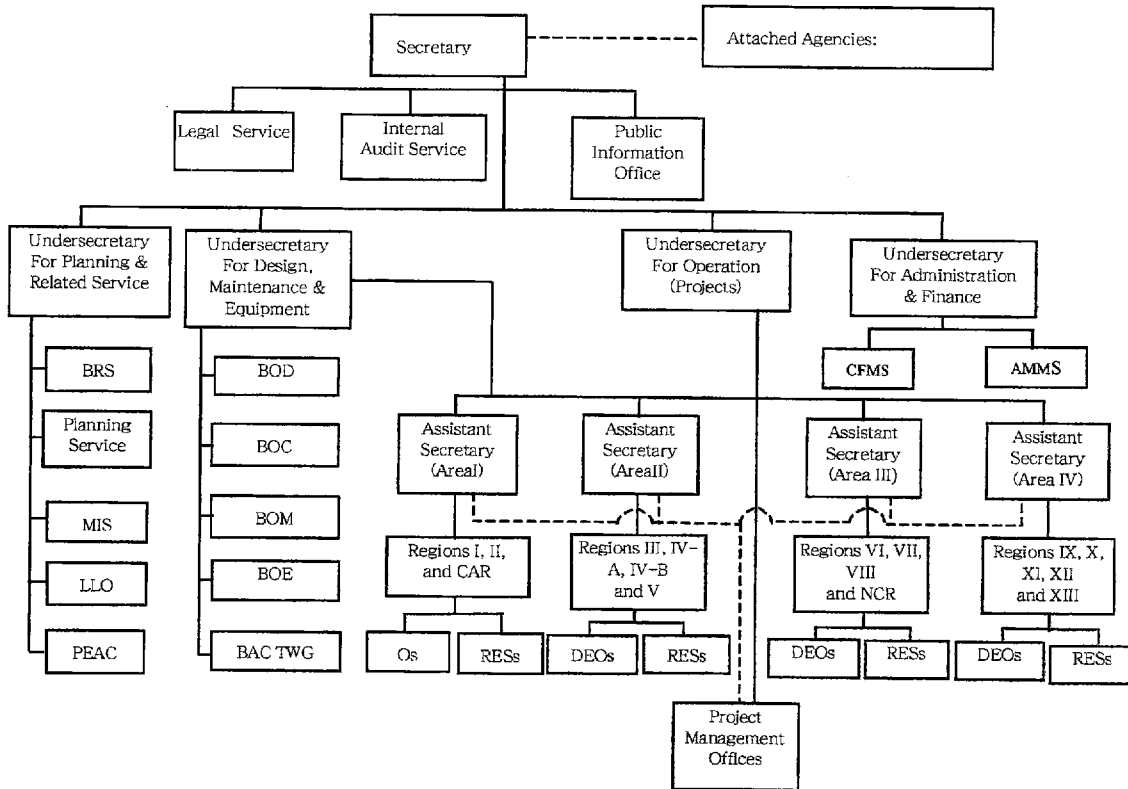 Secretary
Attached Agencies:
Legal Service
Internal
Audit Service
Public
Information
Office
Undersecretary
For Planning &
Related Service
Undersecretary
For Design,
Maintenance &
Equipment
Undersecretary
For Operation
(Projects)
Undersecretary
For Administration
& Finance
BRS
Planning
Service
MIS
LLO
PEAC
BOD
BOC
BOM
BOE
BAC TWG
CFMS
AMMS
Assistant
Secretary
(AreaI)
Assistant
Secretary
(AreaII)
Assistant
Secretary
(Area III)
Assistant
Secretary
(Area IV)
Regions I, II,
and CAR
Regions III, IV-
A, IV-B
and V
Regions VI, VII,
VIII
and NCR
Regions IX, X,
XI, XII
and XIII
Os
RESs
DEOs
RESs
DEOs
RESs
DEOs
RESs
Project
Management
Offices